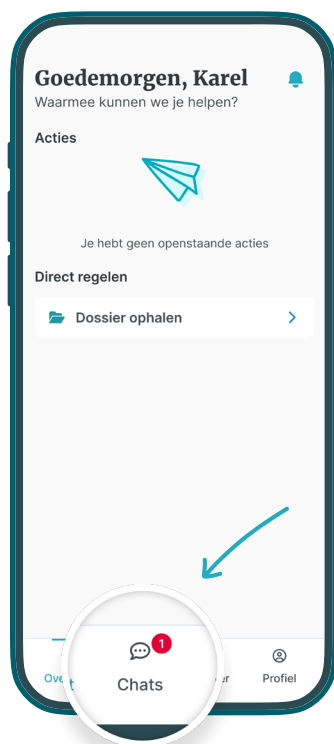 Goedemorgen, Karel
Waarmee kunnen we je helpen?
Acties
Je hebt geen openstaande acties
Direct regelen
Dossier ophalen
1
Chats
Profiel